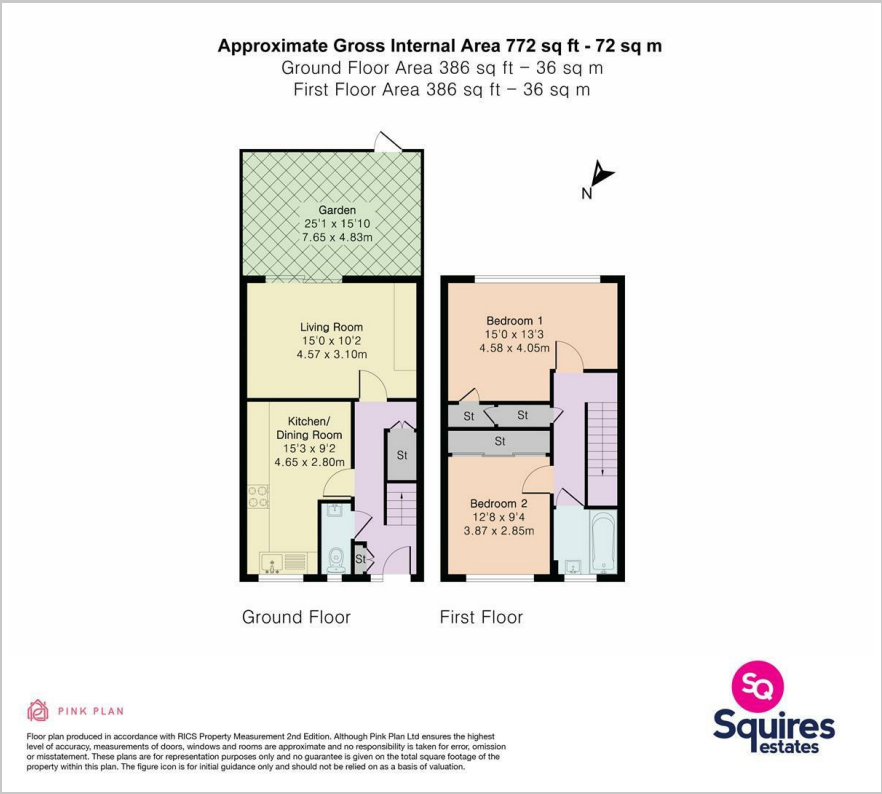 Approximate Gross Internal Area 772 sq ft - 72 sq m
Ground Floor Area 386 sq ft – 36 sq m
First Floor Area 386 sq ft – 36 sq m
N
Garden
25'1 x 15'10
7.65 x 4.83m
Living Room
15'0 x 10'2
4.57 x 3.10m
Kitchen/
Dining Room
15'3 x 9'2
4.65 x 2.80m
St
St
Bedroom 1
15'0 x 13'3
4.58 x 4.05m
St
St
St
Bedroom 2
12'8 x 9'4
3.87 x 2.85m
Ground Floor
First Floor
PINK PLAN
Floor plan produced in accordance with RICS Property Measurement 2nd Edition. Although Pink Plan Ltd ensures the highest
level of accuracy, measurements of doors, windows and rooms are approximate and no responsibility is taken for error, omission
or misstatement. These plans are for representation purposes only and no guarantee is given on the total square footage of the
property within this plan. The figure icon is for initial guidance only and should not be relied on as a basis of valuation.
SQ
Squires
estates